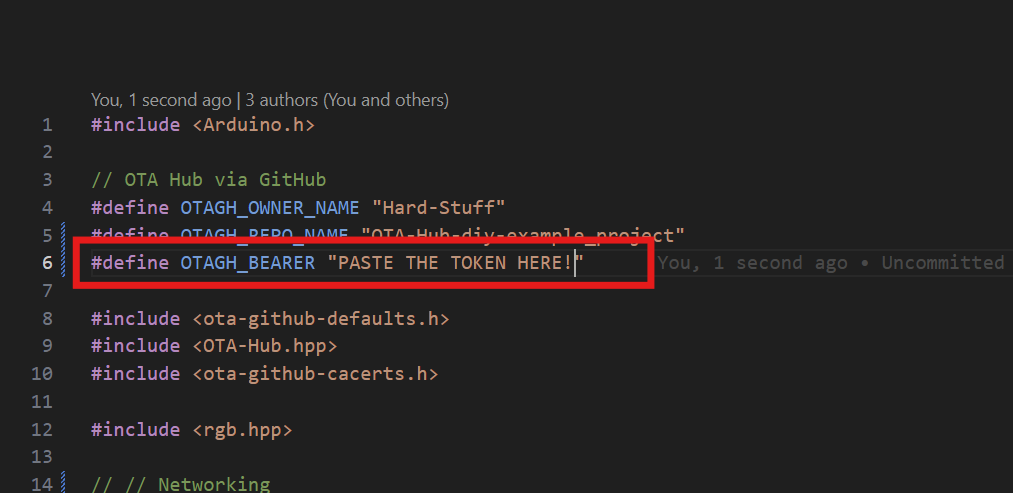 You, 1 second ago | 3 authors (You and others)
1 #include <Arduino.h>
2
3 // OTA Hub via GitHub
4 #define OTAGH_OWNER_NAME "Hard-Stuff"
5 #define OTAGH_REPO_NAME "OTA-Hub-diy-example_project"
6 #define OTAGH_BEARER "PASTE THE TOKEN HERE!" You, 1 second ago • Uncommitted
7
8 #include <ota-github-defaults.h>
9 #include <OTA-Hub.hpp>
10 #include <ota-github-cacerts.h>
11
12 #include <rgb.hpp>
13
14 // // Networking